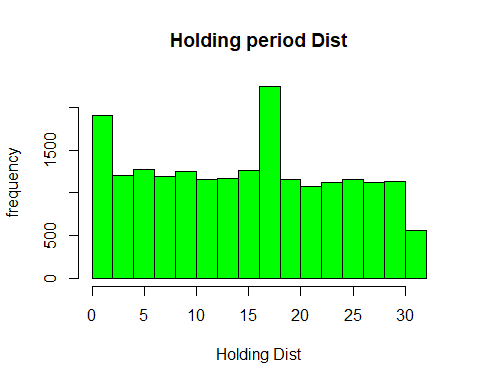 Holding period Dist
frequency
0
500
1500
0 5 10 15 20 25 30
Holding Dist